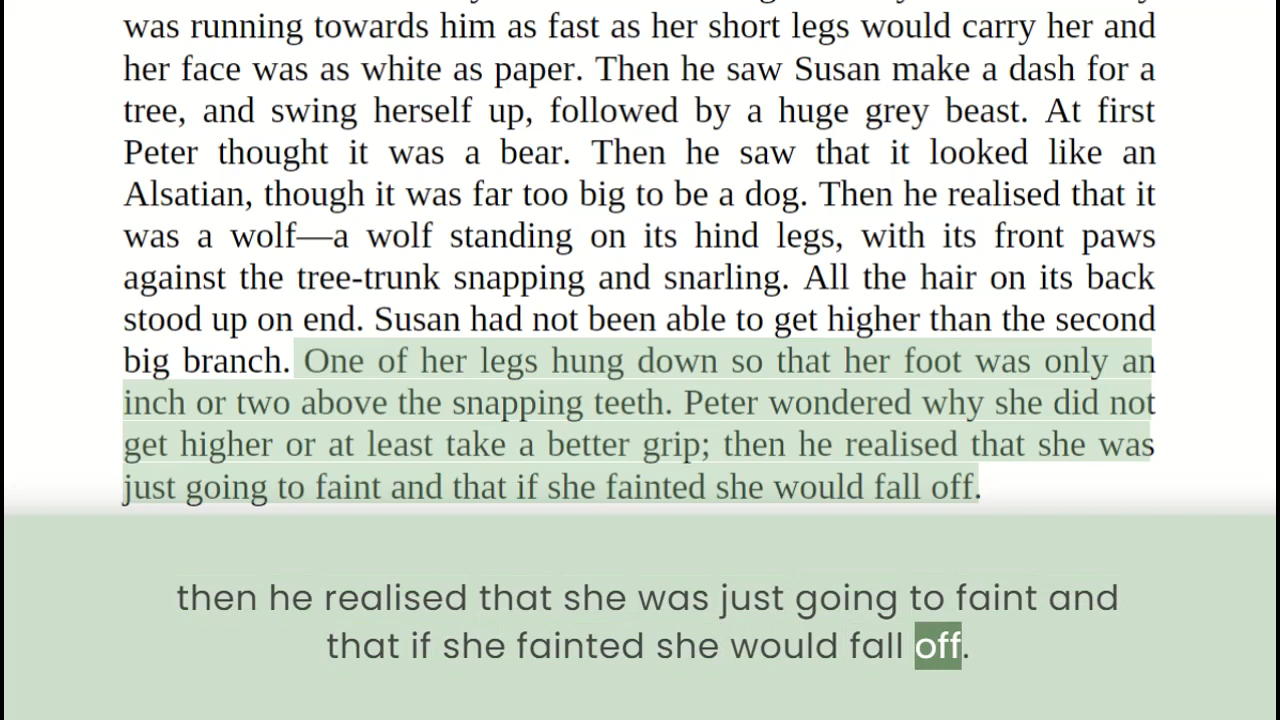 was running towards him as fast as her short legs would carry her and
her face was as white as paper. Then he saw Susan make a dash for a
tree, and swing herself up, followed by a huge grey beast. At first
Peter thought it was a bear. Then he saw that it looked like an
Alsatian, though it was far too big to be a dog. Then he realised that it
was a wolf—a wolf standing on its hind legs, with its front paws
against the tree-trunk snapping and snarling. All the hair on its back
stood up on end. Susan had not been able to get higher than the second
big branch. One of her legs hung down so that her foot was only an
inch or two above the snapping teeth. Peter wondered why she did not
get higher or at least take a better grip; then he realised that she was
just going to faint and that if she fainted she would fall off.
then he realised that she was just going to faint and
that if she fainted she would fall off.